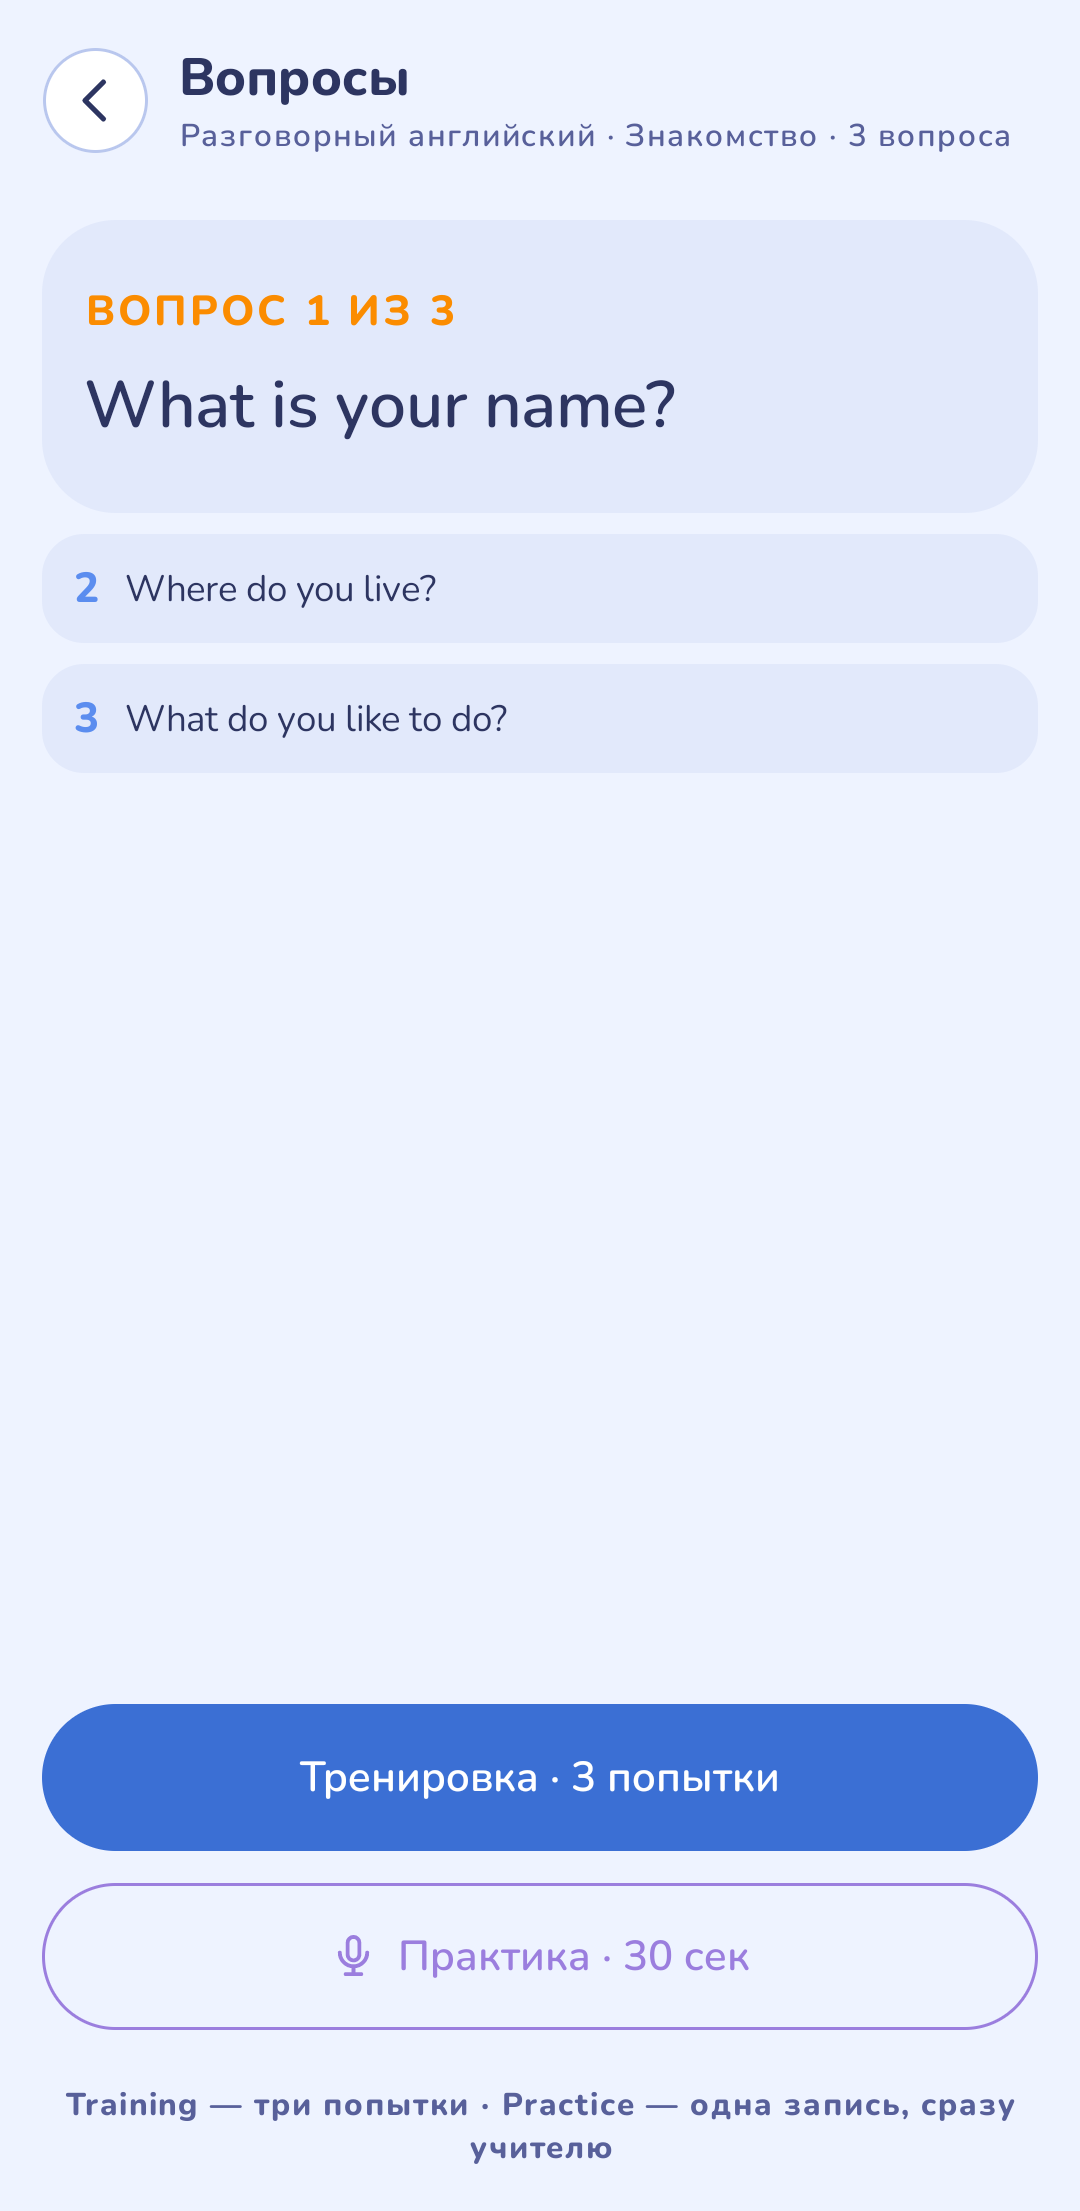 Вопросы
Разговорный английский · Знакомство · 3 вопроса
ВОПРОС 1 ИЗ 3
What is your name?
2 Where do you live?
3 What do you like to do?
Тренировка · 3 попытки
Практика · 30 сек
Training — три попытки · Practice — одна запись, сразу
учителю